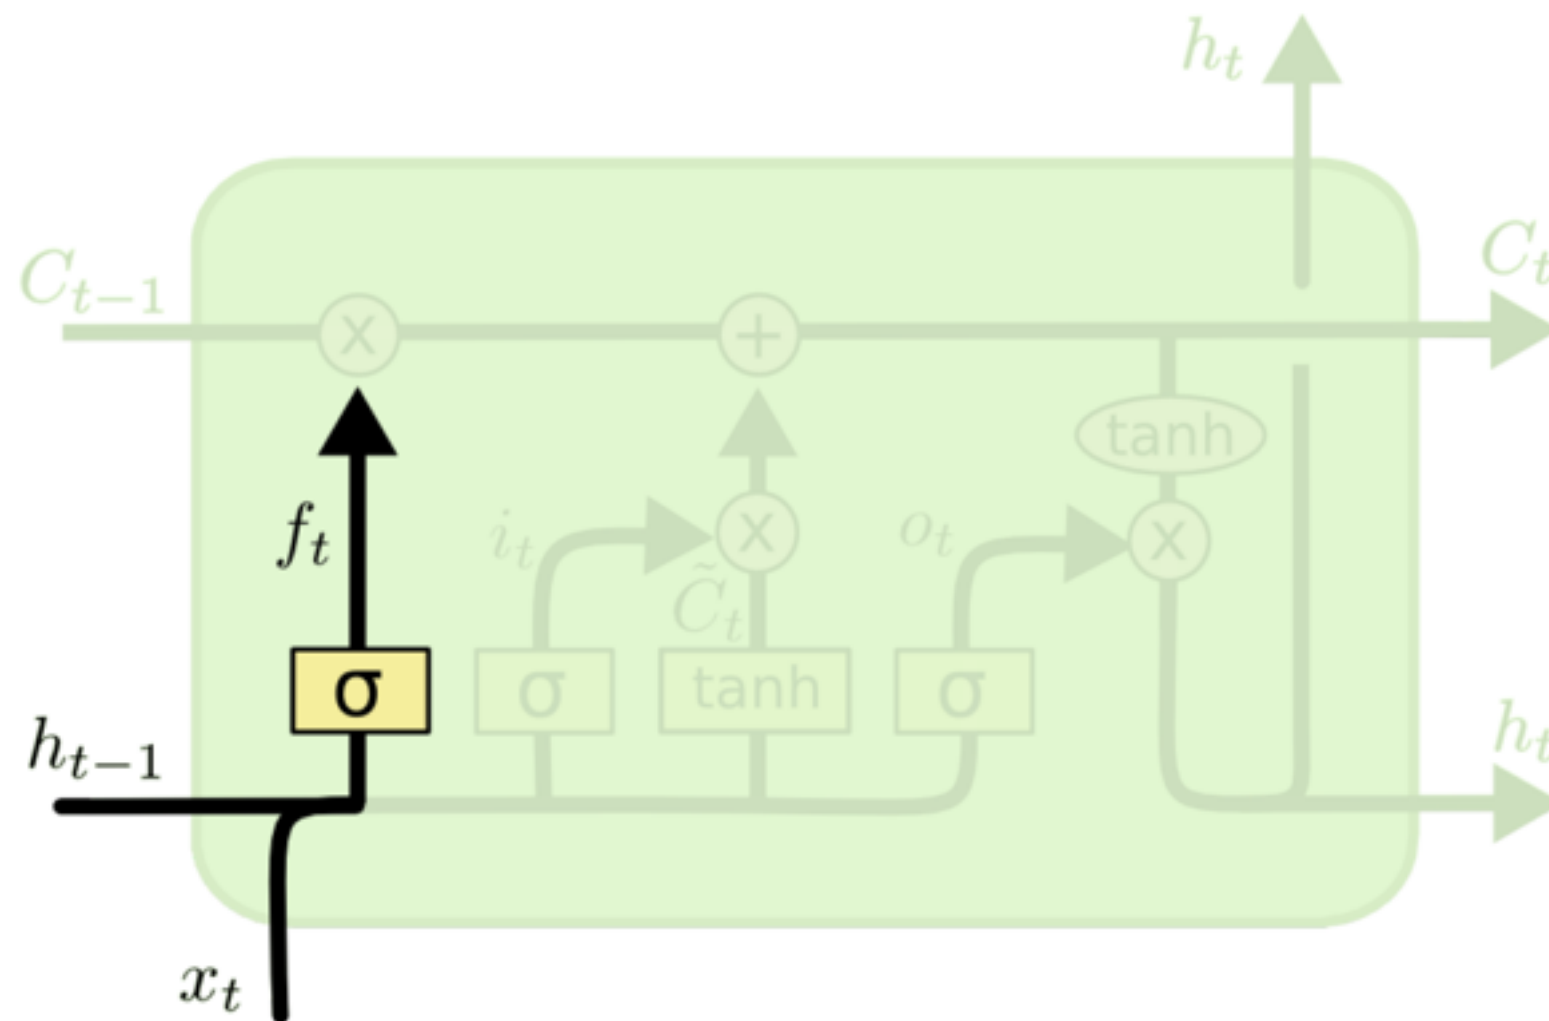 h_t
C_{t-1}
C_t
x
+
tanh
f_t
i_t
x
o_t
x
C̃_t
σ
σ
tanh
σ
h_{t-1}
h_t
x_t